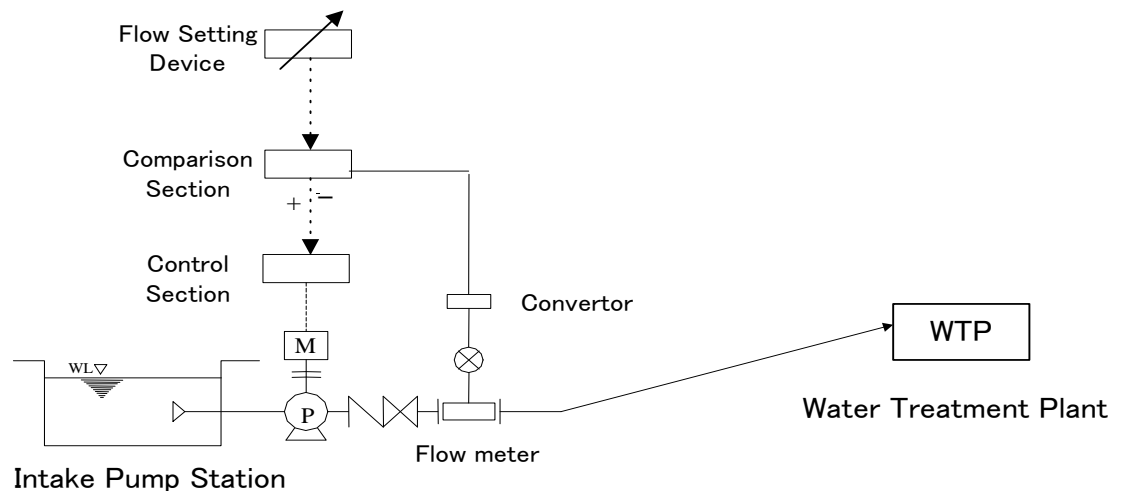 Flow Setting
Device
Comparison
Section
+ -
Control
Section
Convertor
M
WL
WTP
P
Water Treatment Plant
Flow meter
Intake Pump Station